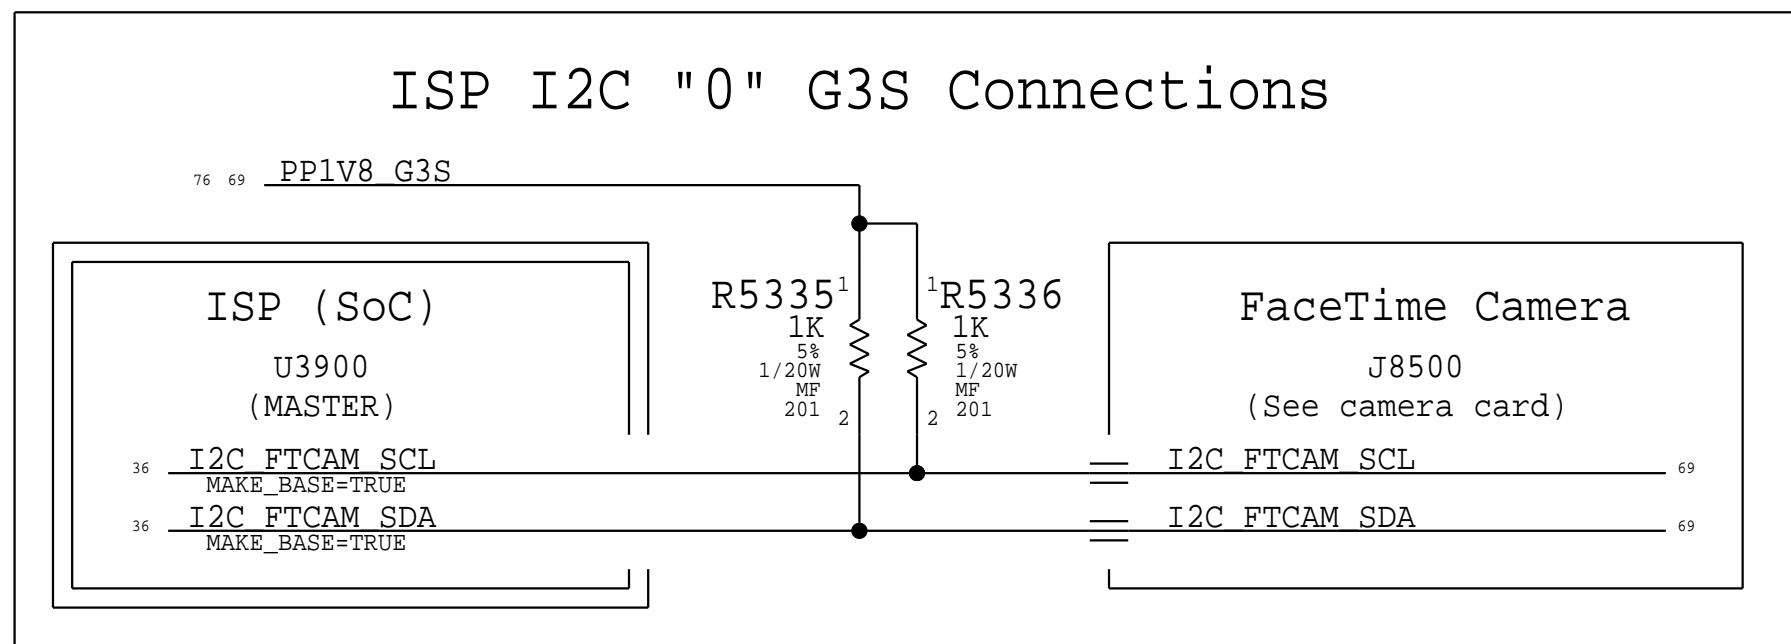 ISP I2C "0" G3S Connections
76 69 PP1V8_G3S
ISP (SoC)
U3900
(MASTER)
R5335 1
1K
5%
1/20W
MF
201
2
1 R5336
1K
5%
1/20W
MF
201
2
FaceTime Camera
J8500
(See camera card)
36 I2C_FTCAM_SCL
MAKE_BASE=TRUE
I2C_FTCAM_SCL 69
36 I2C_FTCAM_SDA
MAKE_BASE=TRUE
I2C_FTCAM_SDA 69